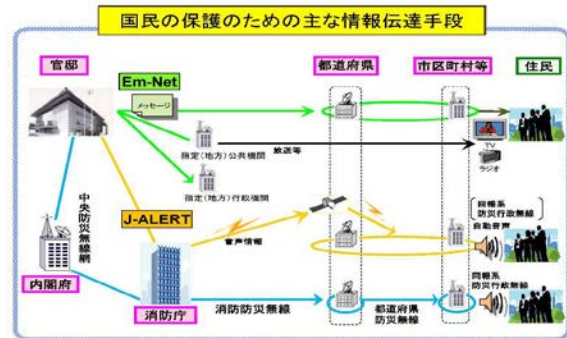 国民の保護のための主な情報伝達手段
官邸
都道府県
市区町村等
住民
Em-Net
メッセージ
指定(地方)公共機関
放送等
TV
ラジオ
指定(地方)行政機関
中央防災無線網
J-ALERT
音声情報
同報系
防災行政無線
自動音声
内閣府
消防庁
消防防災無線
都道府県
防災無線
同報系
防災行政無線